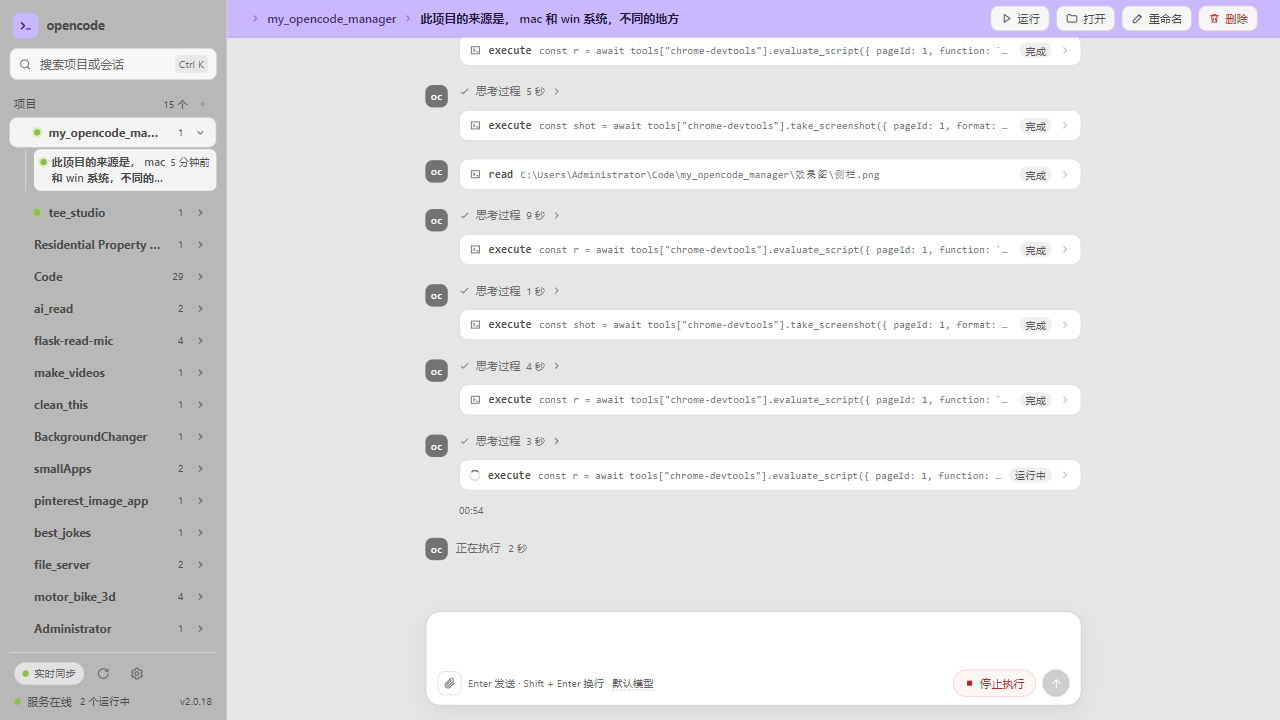 opencode
搜索项目或会话 Ctrl K
项目 15 个 +
my_opencode_ma... 1
此项目的来源是， mac 5 分钟前
和 win 系统，不同的...
tee_studio 1
Residential Property ... 1
Code 29
ai_read 2
flask-read-mic 4
make_videos 1
clean_this 1
BackgroundChanger 1
smallApps 2
pinterest_image_app 1
best_jokes 1
file_server 2
motor_bike_3d 4
Administrator 1
实时同步
服务在线 2 个运行中 v2.0.18
my_opencode_manager 此项目的来源是， mac 和 win 系统，不同的地方
运行 打开 重命名 删除
execute const r = await tools["chrome-devtools"].evaluate_script({ pageId: 1, function: `… 完成
oc 思考过程 5 秒
execute const shot = await tools["chrome-devtools"].take_screenshot({ pageId: 1, format: … 完成
oc read C:\Users\Administrator\Code\my_opencode_manager\效果图\侧栏.png 完成
oc 思考过程 9 秒
execute const r = await tools["chrome-devtools"].evaluate_script({ pageId: 1, function: `… 完成
oc 思考过程 1 秒
execute const shot = await tools["chrome-devtools"].take_screenshot({ pageId: 1, format: … 完成
oc 思考过程 4 秒
execute const r = await tools["chrome-devtools"].evaluate_script({ pageId: 1, function: `… 完成
oc 思考过程 3 秒
execute const r = await tools["chrome-devtools"].evaluate_script({ pageId: 1, function: … 运行中
00:54
oc 正在执行 2 秒
Enter 发送 · Shift + Enter 换行 默认模型 停止执行